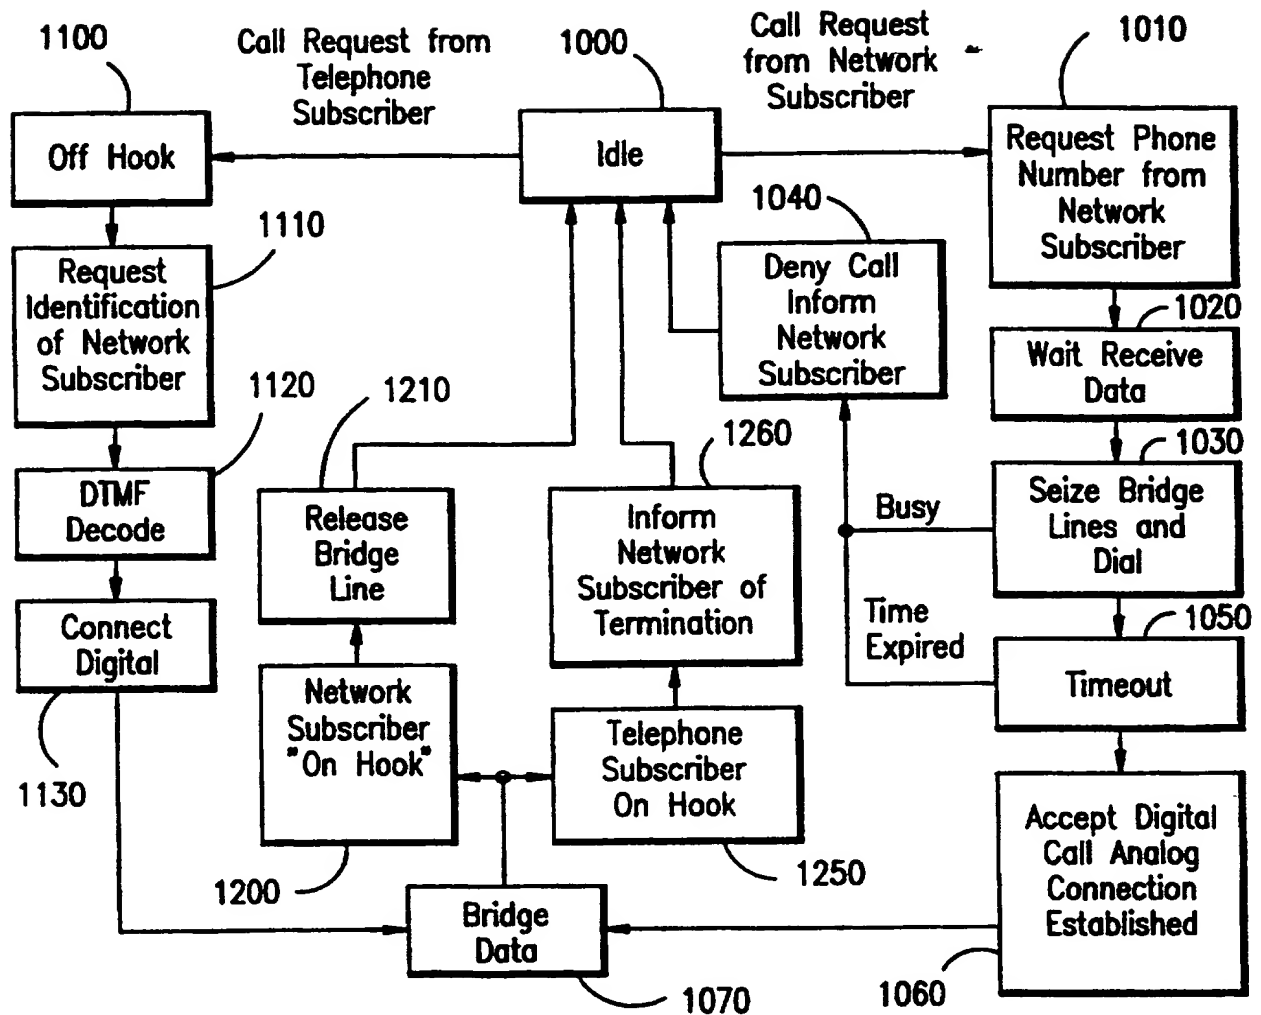 1100
Call Request from
Telephone
Subscriber
1000
Call Request
from Network
Subscriber
1010
Off Hook
Idle
Request Phone
Number from
Network
Subscriber
1110
Request
Identification
of Network
Subscriber
1040
Deny Call
Inform
Network
Subscriber
1020
Wait Receive
Data
1120
DTMF
Decode
1210
Release
Bridge
Line
1260
Inform
Network
Subscriber of
Termination
Busy
1030
Seize Bridge
Lines and
Dial
Time
Expired
1050
Timeout
Connect
Digital
1130
Network
Subscriber
"On Hook"
1200
Telephone
Subscriber
On Hook
1250
Accept Digital
Call Analog
Connection
Established
1060
Bridge
Data
1070